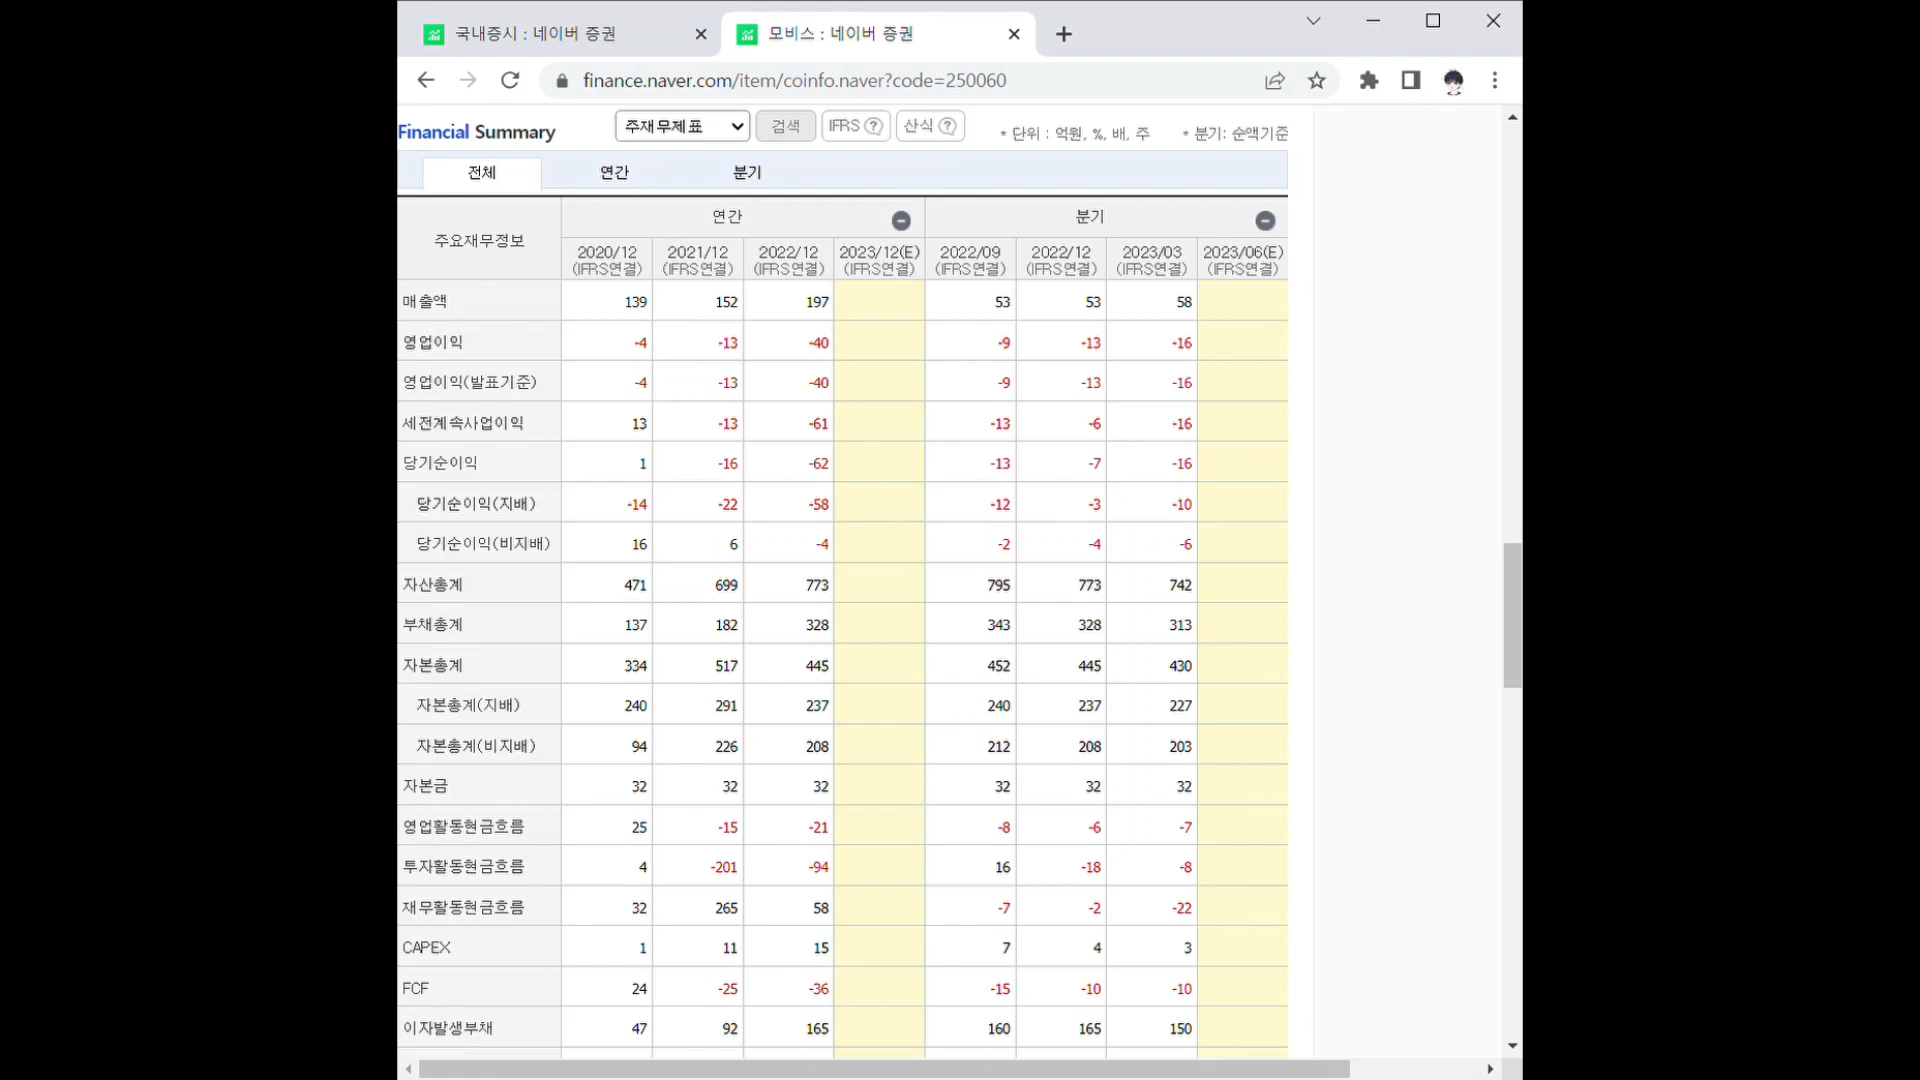 국내증시 : 네이버 증권
모비스 : 네이버 증권
finance.naver.com/item/coinfo.naver?code=250060
Financial Summary 주재무제표 검색 IFRS ? 산식 ? * 단위 : 억원, %, 배, 주 * 분기: 순액기준
전체 연간 분기
주요재무정보 연간 분기
2020/12 2021/12 2022/12 2023/12(E) 2022/09 2022/12 2023/03 2023/06(E)
(IFRS연결) (IFRS연결) (IFRS연결) (IFRS연결) (IFRS연결) (IFRS연결) (IFRS연결) (IFRS연결)
매출액 139 152 197 53 53 58
영업이익 -4 -13 -40 -9 -13 -16
영업이익(발표기준) -4 -13 -40 -9 -13 -16
세전계속사업이익 13 -13 -61 -13 -6 -16
당기순이익 1 -16 -62 -13 -7 -16
당기순이익(지배) -14 -22 -58 -12 -3 -10
당기순이익(비지배) 16 6 -4 -2 -4 -6
자산총계 471 699 773 795 773 742
부채총계 137 182 328 343 328 313
자본총계 334 517 445 452 445 430
자본총계(지배) 240 291 237 240 237 227
자본총계(비지배) 94 226 208 212 208 203
자본금 32 32 32 32 32 32
영업활동현금흐름 25 -15 -21 -8 -6 -7
투자활동현금흐름 4 -201 -94 16 -18 -8
재무활동현금흐름 32 265 58 -7 -2 -22
CAPEX 1 11 15 7 4 3
FCF 24 -25 -36 -15 -10 -10
이자발생부채 47 92 165 160 165 150